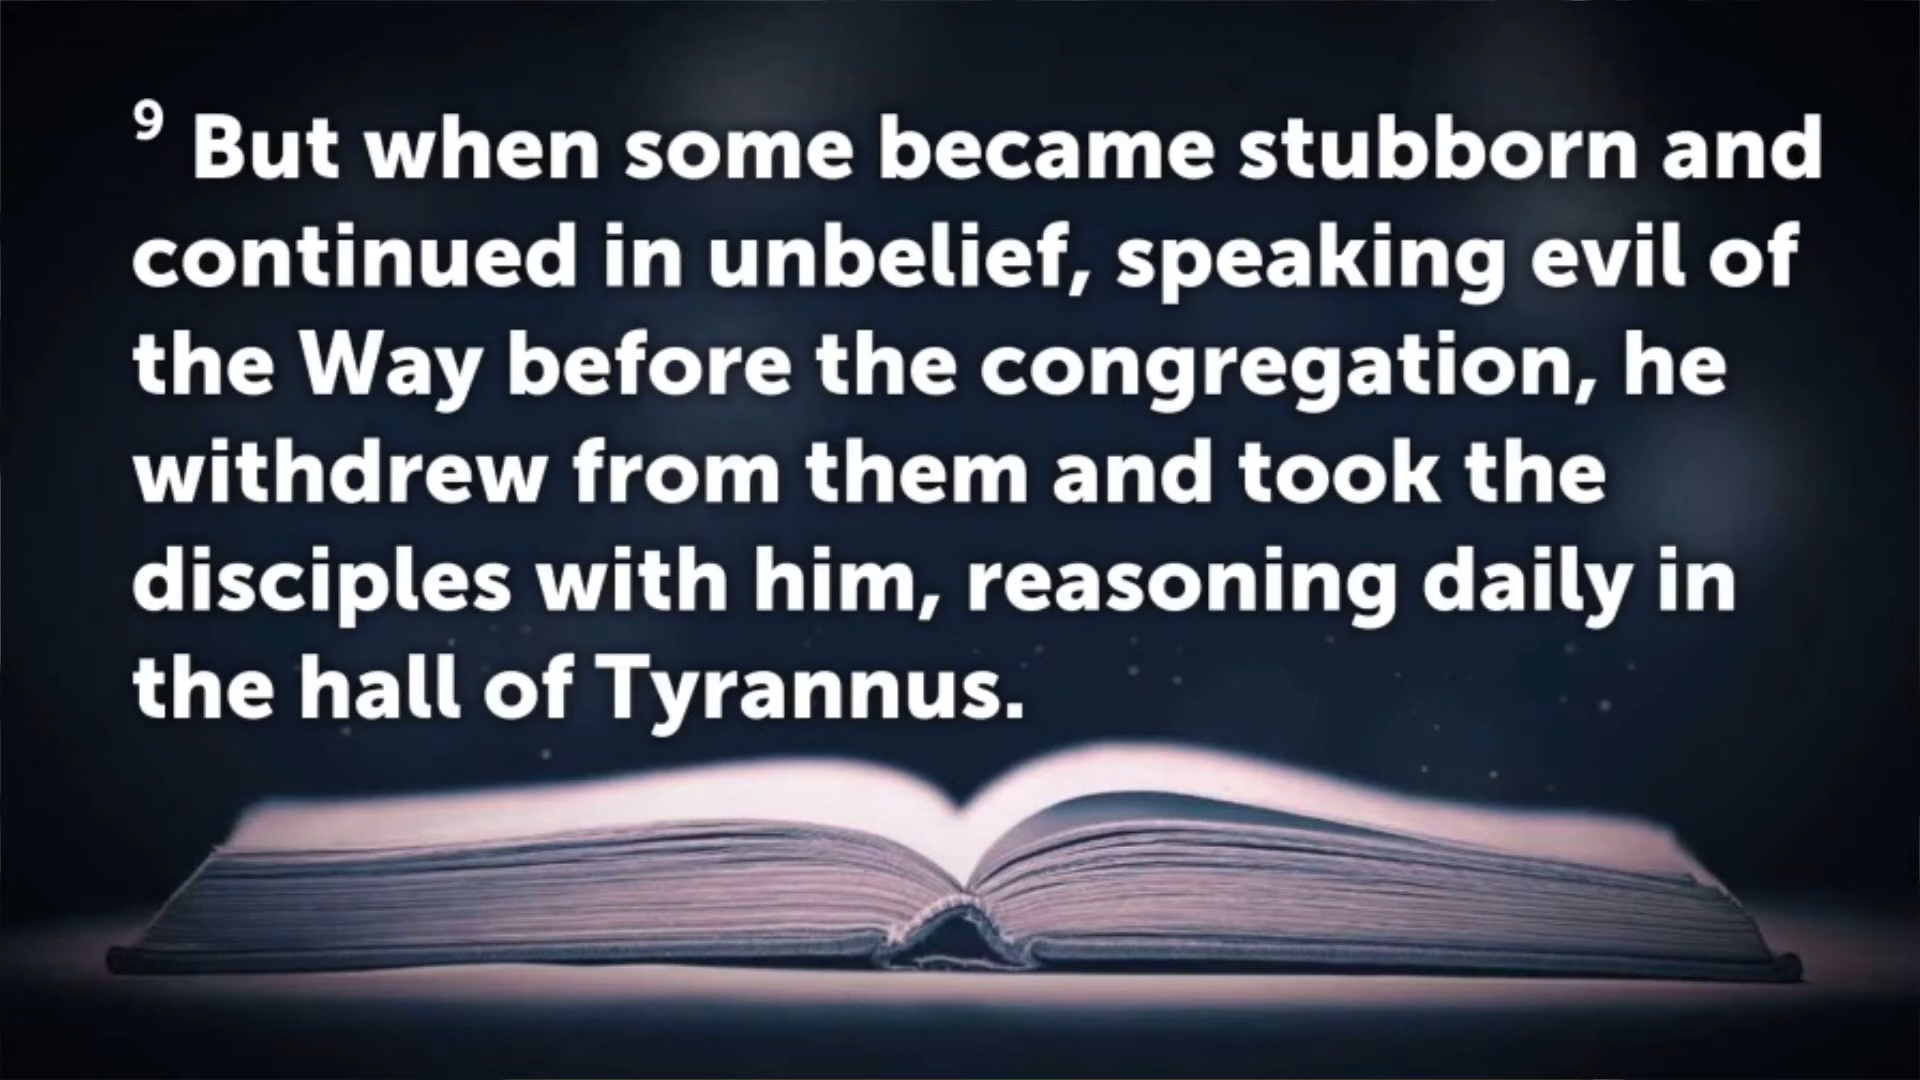 9 But when some became stubborn and
continued in unbelief, speaking evil of
the Way before the congregation, he
withdrew from them and took the
disciples with him, reasoning daily in
the hall of Tyrannus.